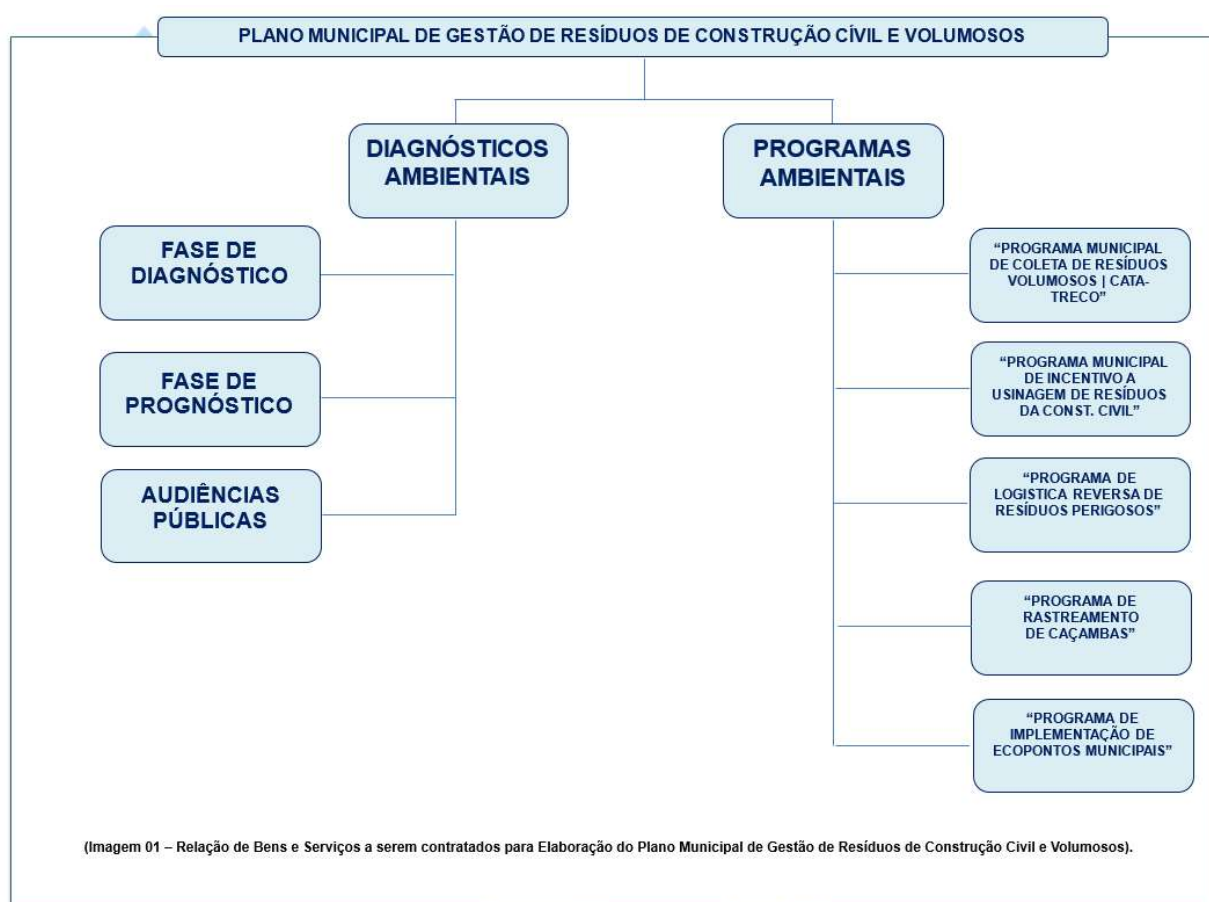 PLANO MUNICIPAL DE GESTÃO DE RESÍDUOS DE CONSTRUÇÃO CÍVIL E VOLUMOSOS
DIAGNÓSTICOS
AMBIENTAIS
FASE DE
DIAGNÓSTICO
FASE DE
PROGNÓSTICO
AUDIÊNCIAS
PÚBLICAS
PROGRAMAS
AMBIENTAIS
“PROGRAMA MUNICIPAL
DE COLETA DE RESÍDUOS
VOLUMOSOS | CATA-
TRECO”
“PROGRAMA MUNICIPAL
DE INCENTIVO A
USINAGEM DE RESÍDUOS
DA CONST. CIVIL”
“PROGRAMA DE
LOGISTICA REVERSA DE
RESÍDUOS PERIGOSOS”
“PROGRAMA DE
RASTREAMENTO
DE CAÇAMBAS”
“PROGRAMA DE
IMPLEMENTAÇÃO DE
ECOPONTOS MUNICIPAIS”
(Imagem 01 – Relação de Bens e Serviços a serem contratados para Elaboração do Plano Municipal de Gestão de Resíduos de Construção Civil e Volumosos).